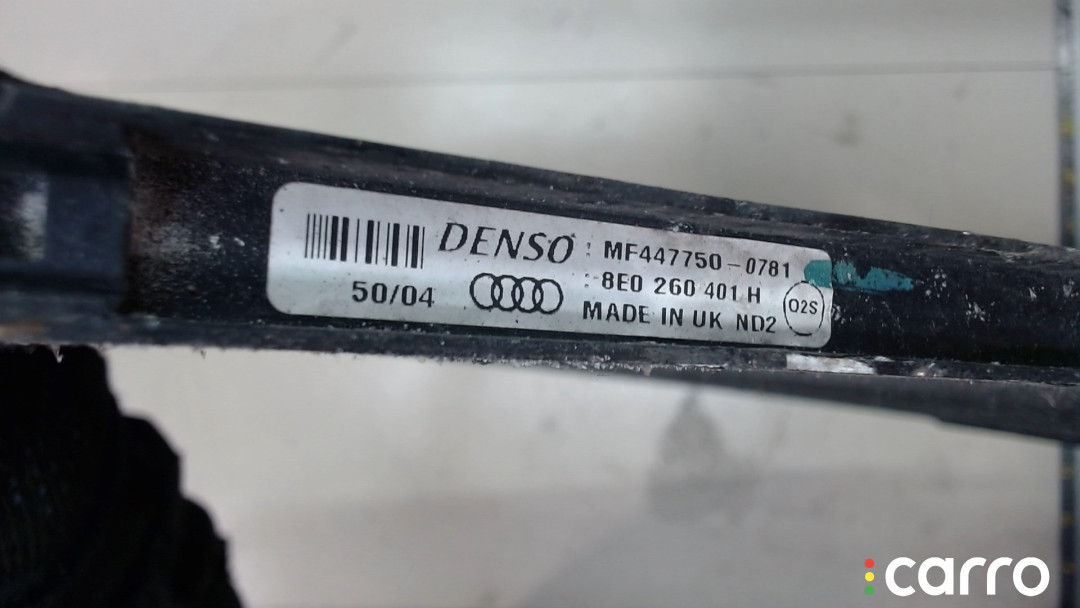 DENSO : MF447750-0781
50/04 : 8E0 260 401 H
MADE IN UK ND2
O2S
carro